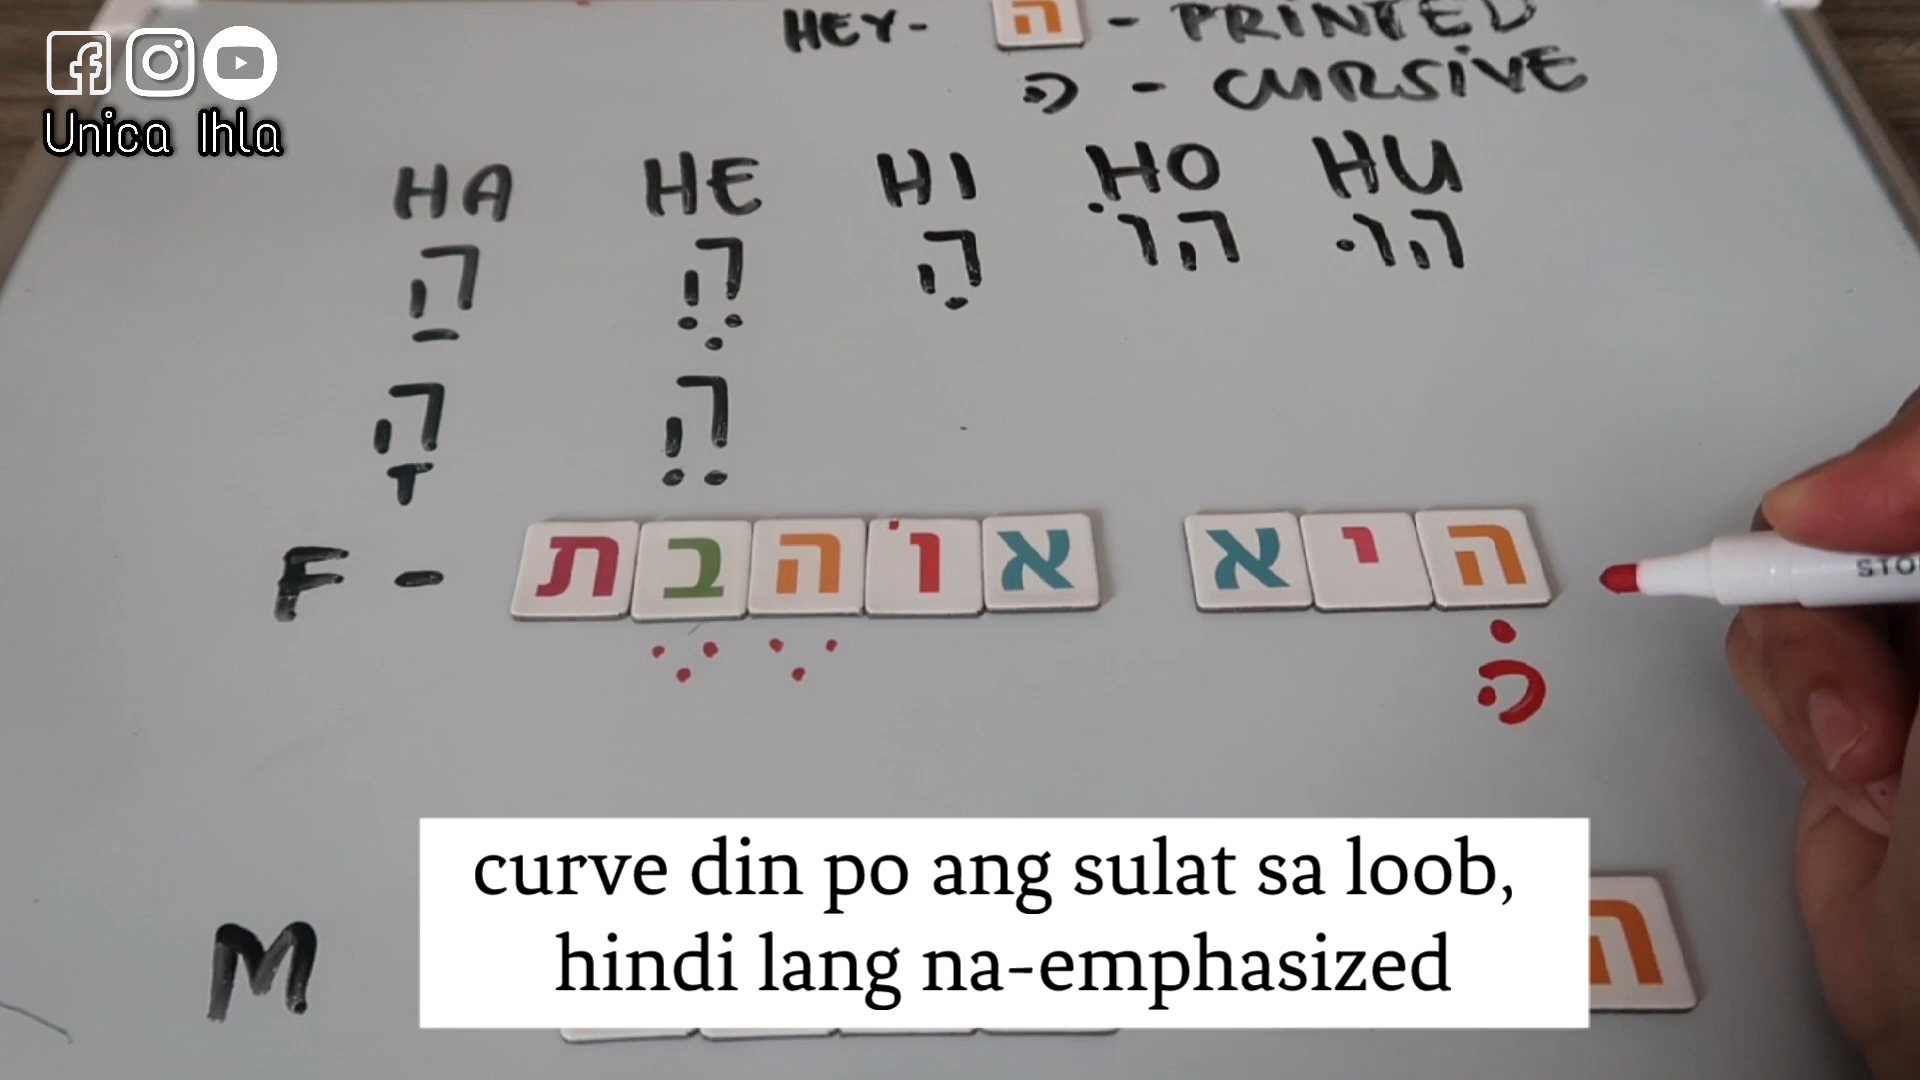 HEY- ה - PRINTED
ה - CURSIVE
Unica Ihla
HA HE HI HO HU
הַ הֶ הִ הוֹ הוּ
הָ הֵ
F - היא אוֹהֶבֶת
ה
M ה
curve din po ang sulat sa loob,
hindi lang na-emphasized
STO